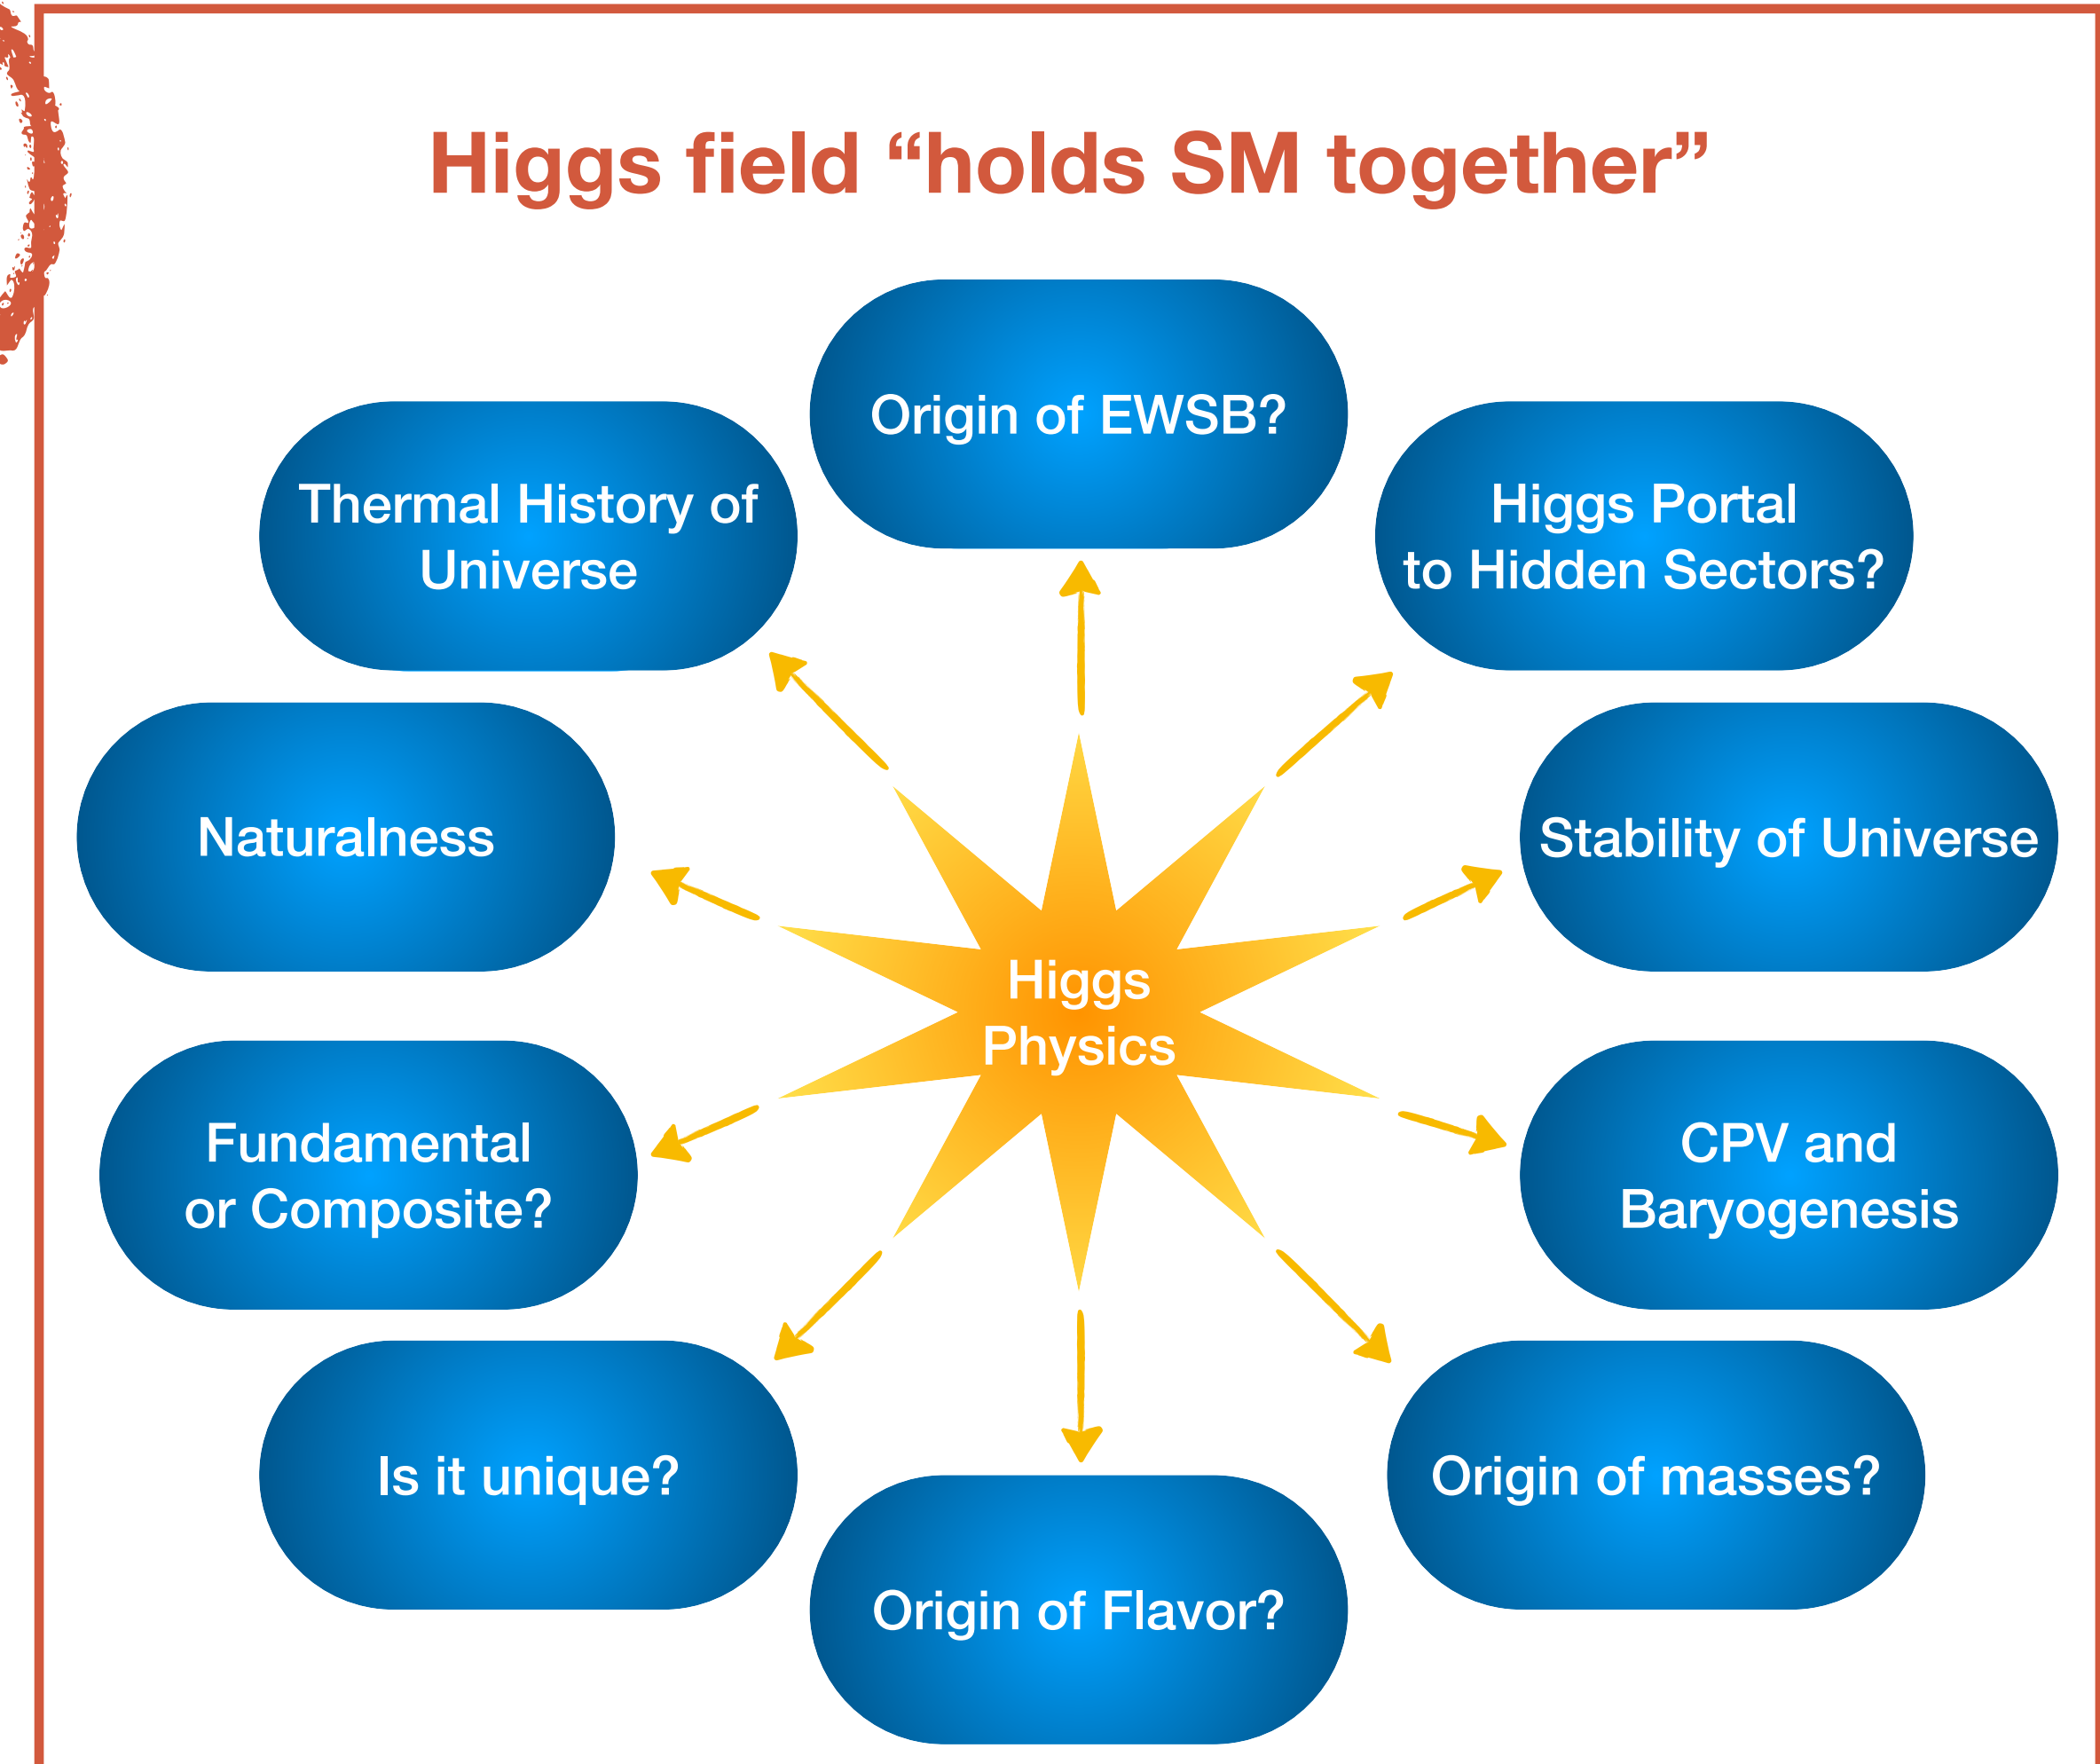 Higgs field “holds SM together”
Origin of EWSB?
Thermal History of
Universe
Higgs Portal
to Hidden Sectors?
Naturalness
Stability of Universe
Higgs
Physics
Fundamental
or Composite?
CPV and
Baryogenesis
Is it unique?
Origin of masses?
Origin of Flavor?